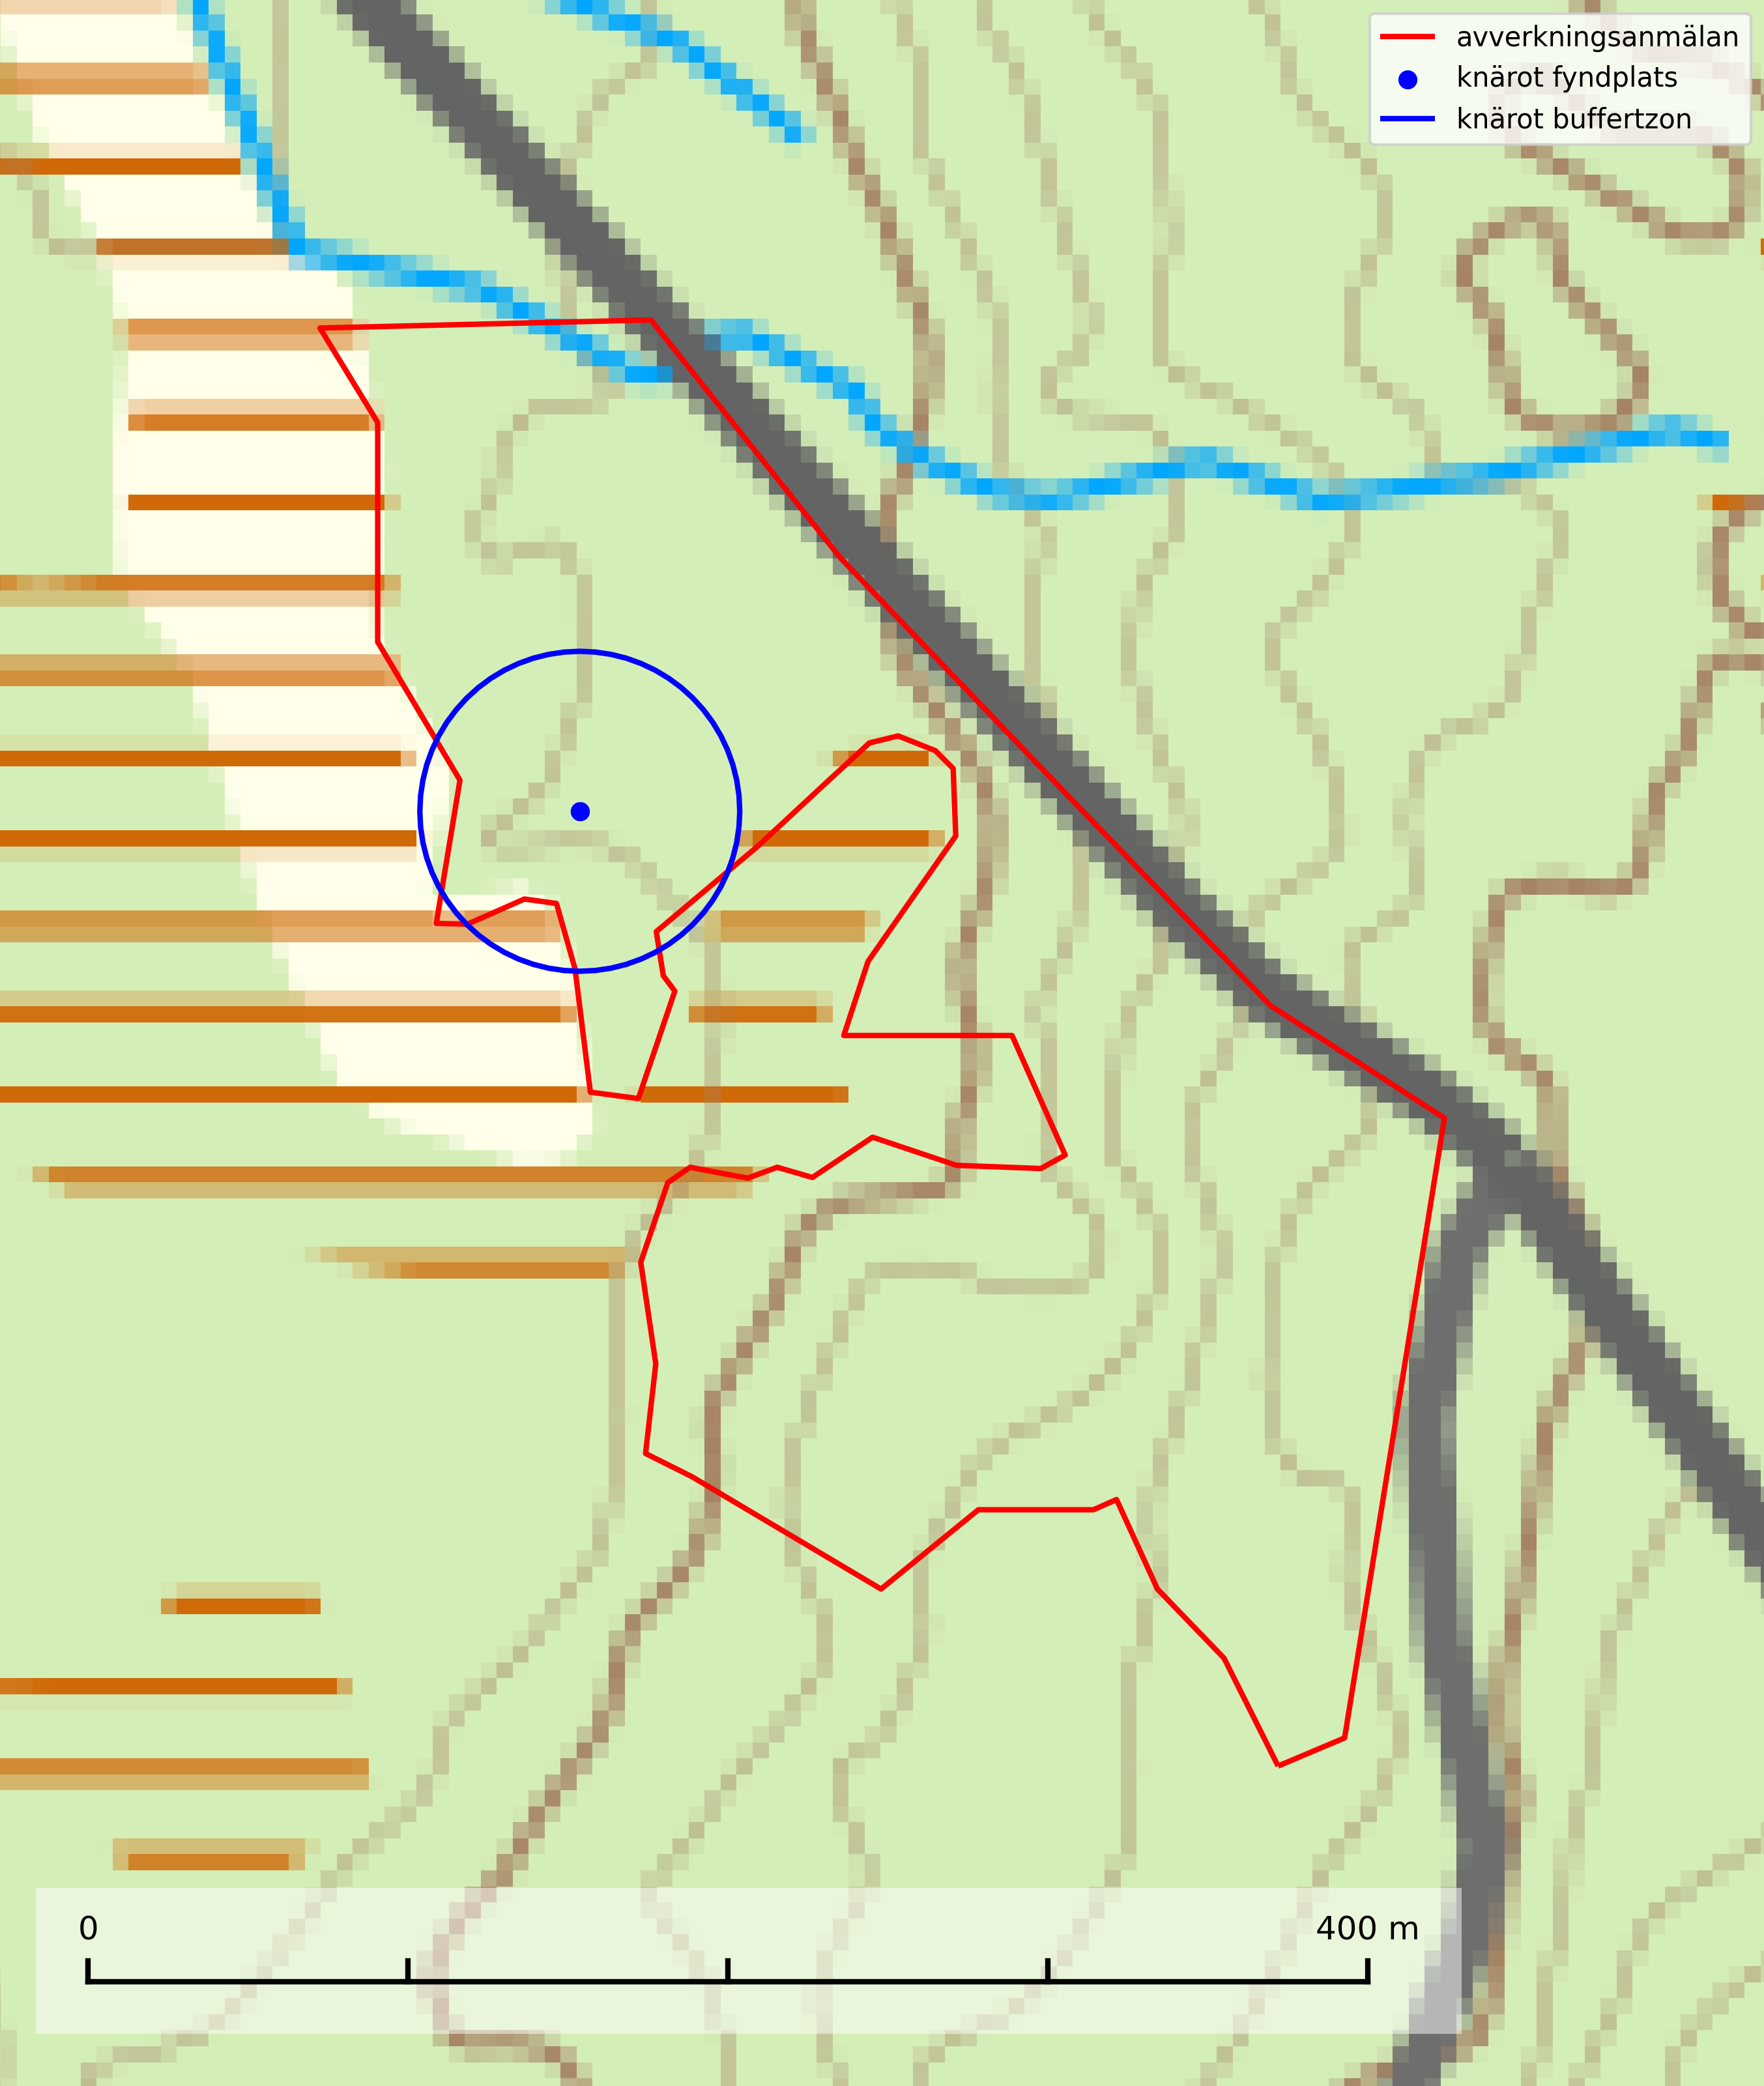 avverkningsanmälan
knärot fyndplats
knärot buffertzon
0 400 m